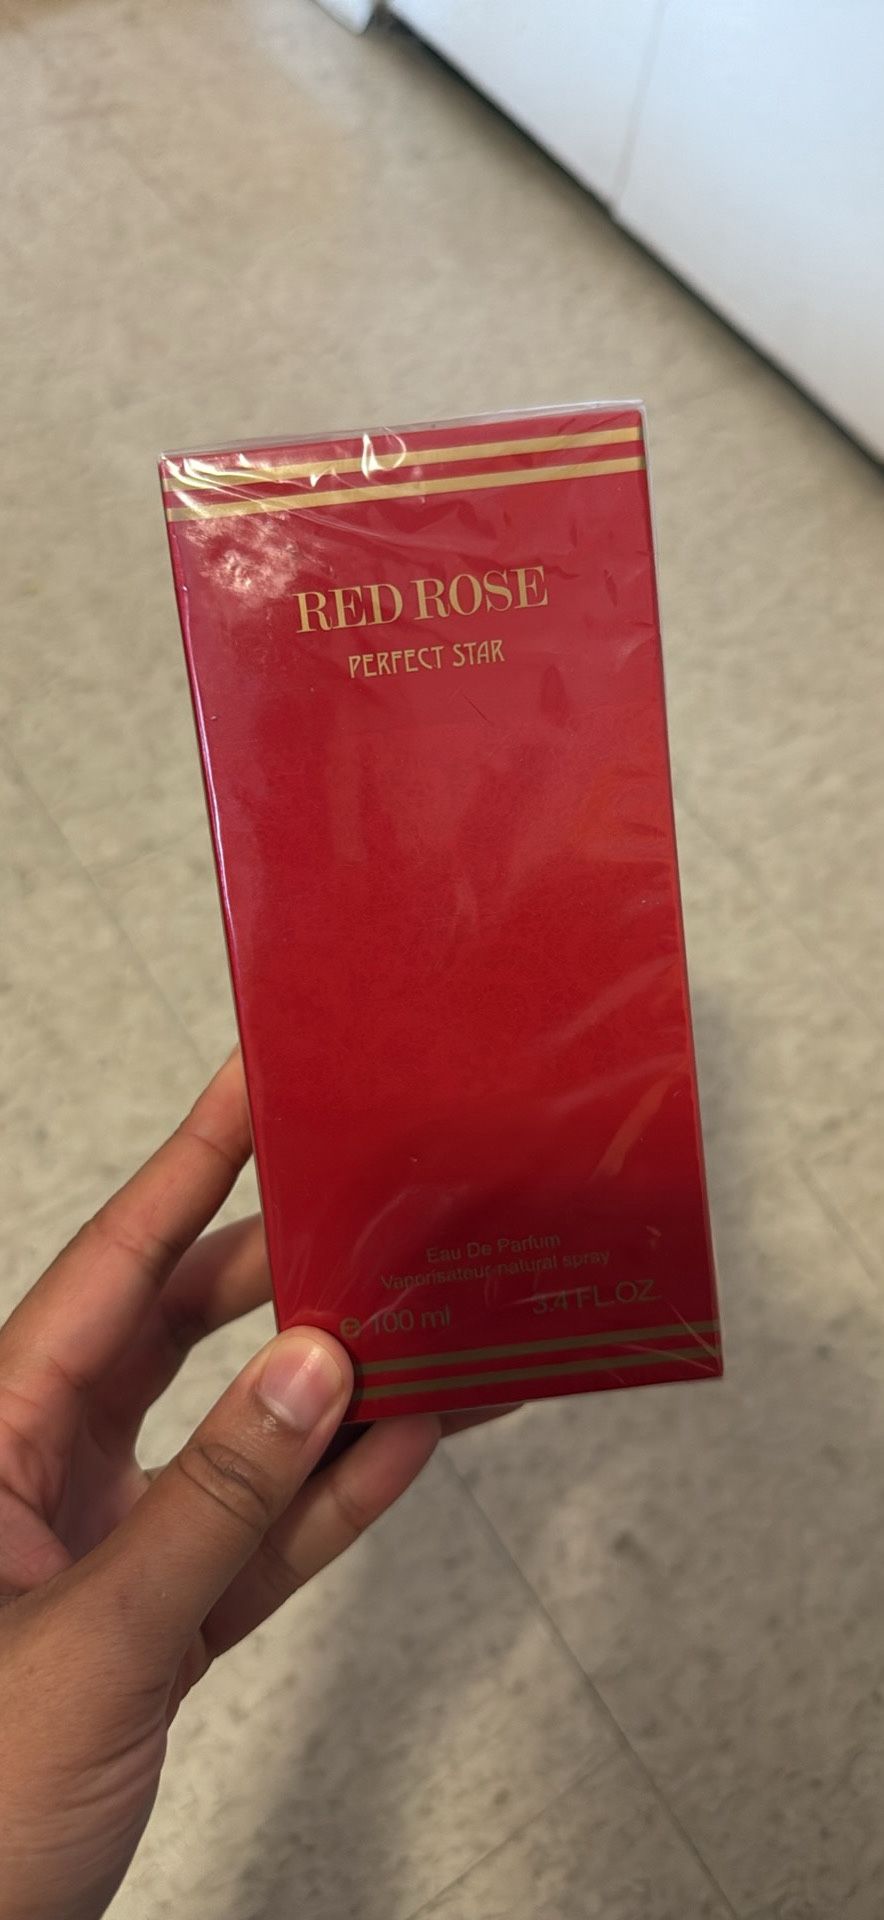 RED ROSE
PERFECT STAR
Eau De Parfum
Vaporisateur natural spray
℮ 100 ml 3.4 FL.OZ.